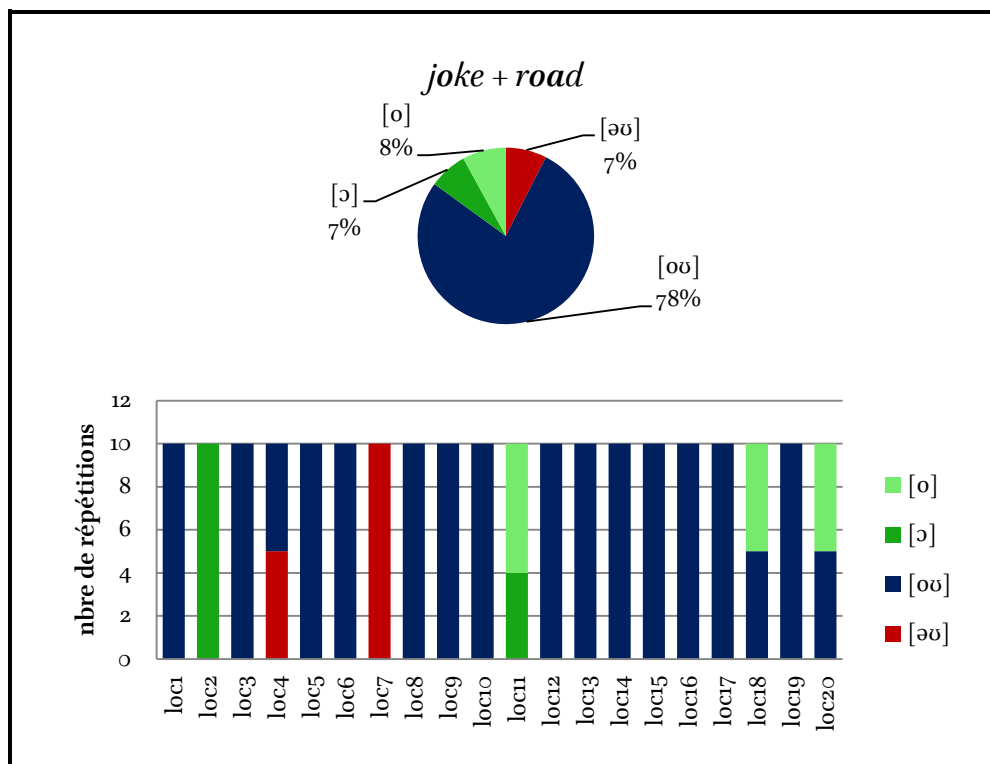 joke + road
[o]
8%
[əʊ]
7%
[ɔ]
7%
[oʊ]
78%
nbre de répétitions
12
10
8
6
4
2
0
loc1
loc2
loc3
loc4
loc5
loc6
loc7
loc8
loc9
loc10
loc11
loc12
loc13
loc14
loc15
loc16
loc17
loc18
loc19
loc20
[o]
[ɔ]
[oʊ]
[əʊ]